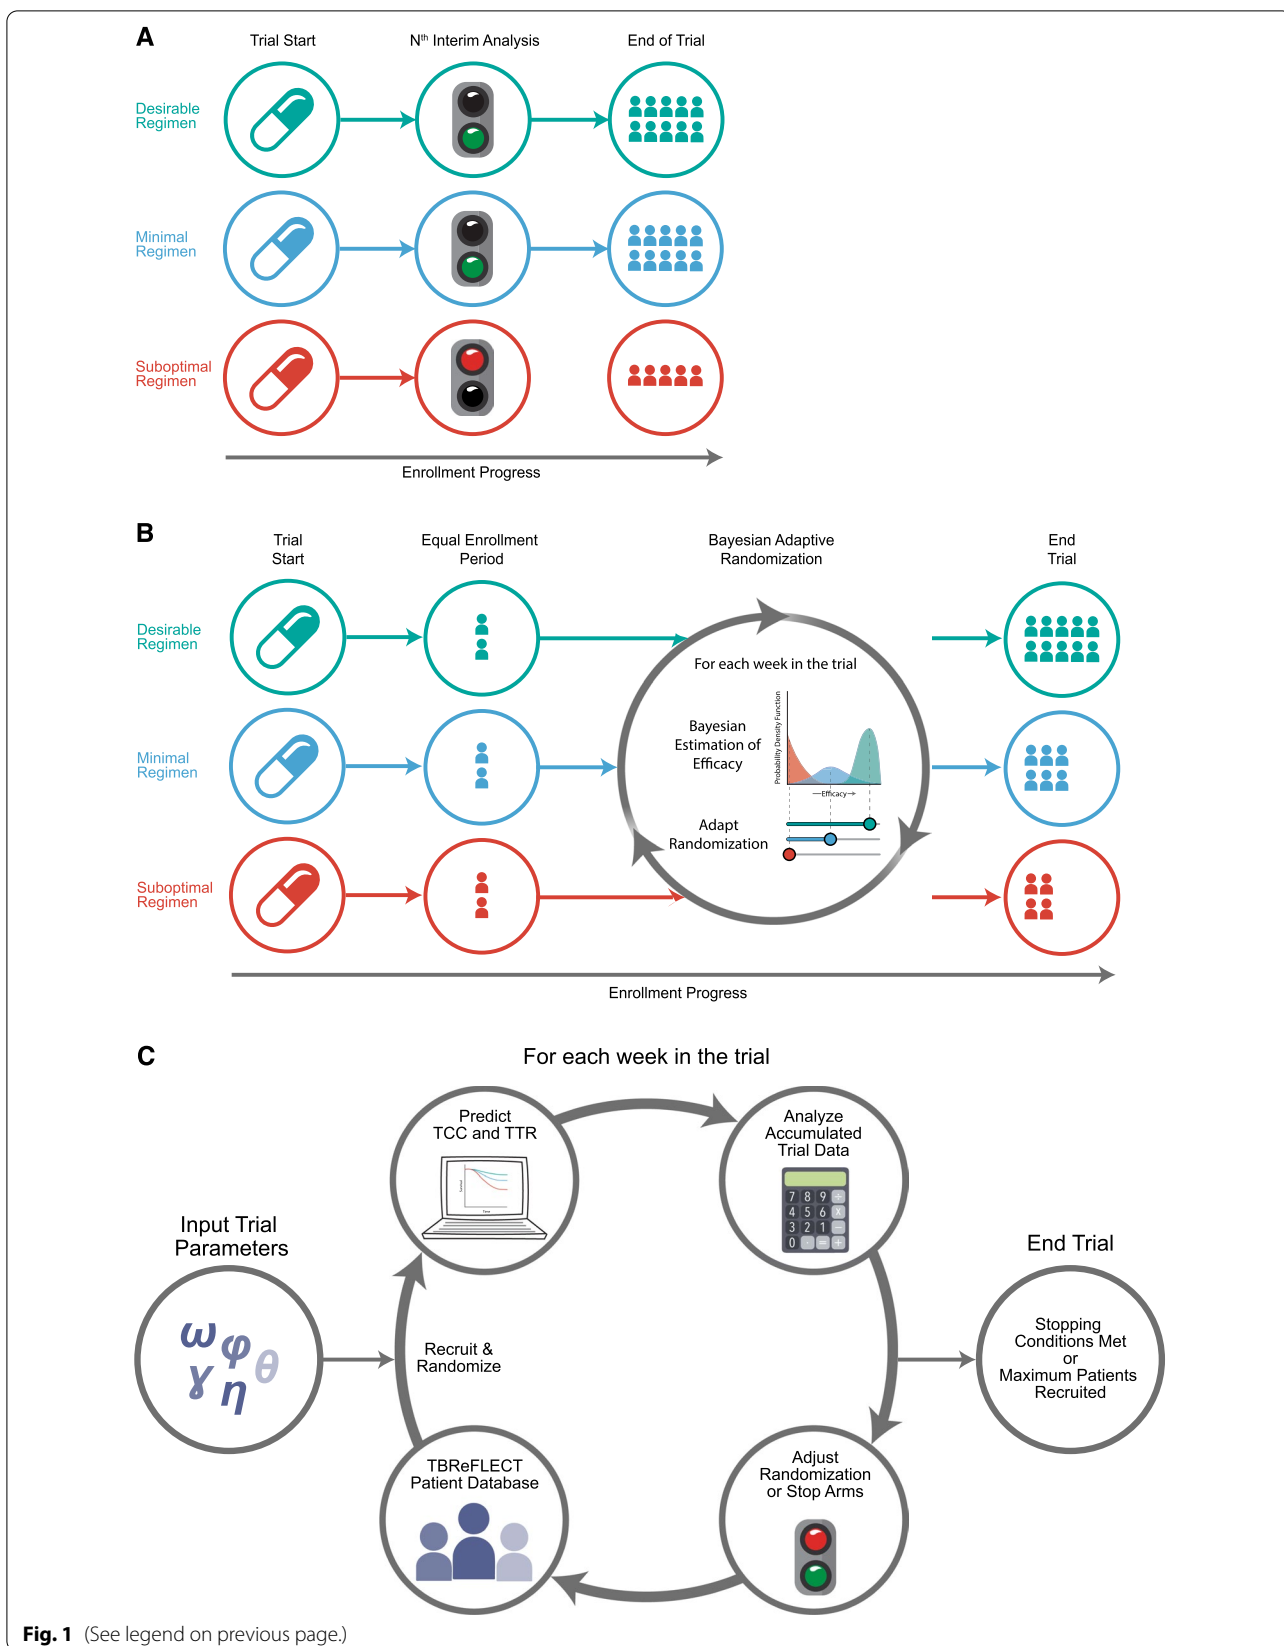 A
Trial Start
Nth Interim Analysis
End of Trial
Desirable
Regimen
Minimal
Regimen
Suboptimal
Regimen
Enrollment Progress
B
Trial
Start
Equal Enrollment
Period
Bayesian Adaptive
Randomization
End
Trial
Desirable
Regimen
Minimal
Regimen
Suboptimal
Regimen
For each week in the trial
Bayesian
Estimation of
Efficacy
Probability Density Function
Efficacy
Adapt
Randomization
Enrollment Progress
C
For each week in the trial
Input Trial
Parameters
ω φ
γ η θ
Predict
TCC and TTR
Survival
Time
Analyze
Accumulated
Trial Data
7 8 9 +
4 5 6 x
3 2 1 −
0 · = +
Recruit &
Randomize
End Trial
Stopping
Conditions Met
or
Maximum Patients
Recruited
TBReFLECT
Patient Database
Adjust
Randomization
or Stop Arms
Fig. 1 (See legend on previous page.)